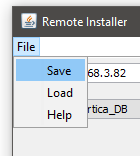 Remote Installer
File
Save
68.3.82
Load
Help
rtica_DB